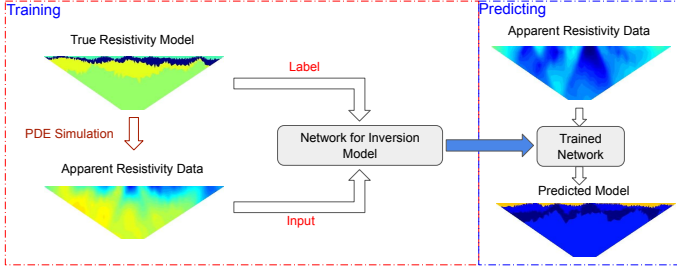 Training
True Resistivity Model
PDE Simulation
Apparent Resistivity Data
Label
Network for Inversion
Model
Input
Predicting
Apparent Resistivity Data
Trained
Network
Predicted Model